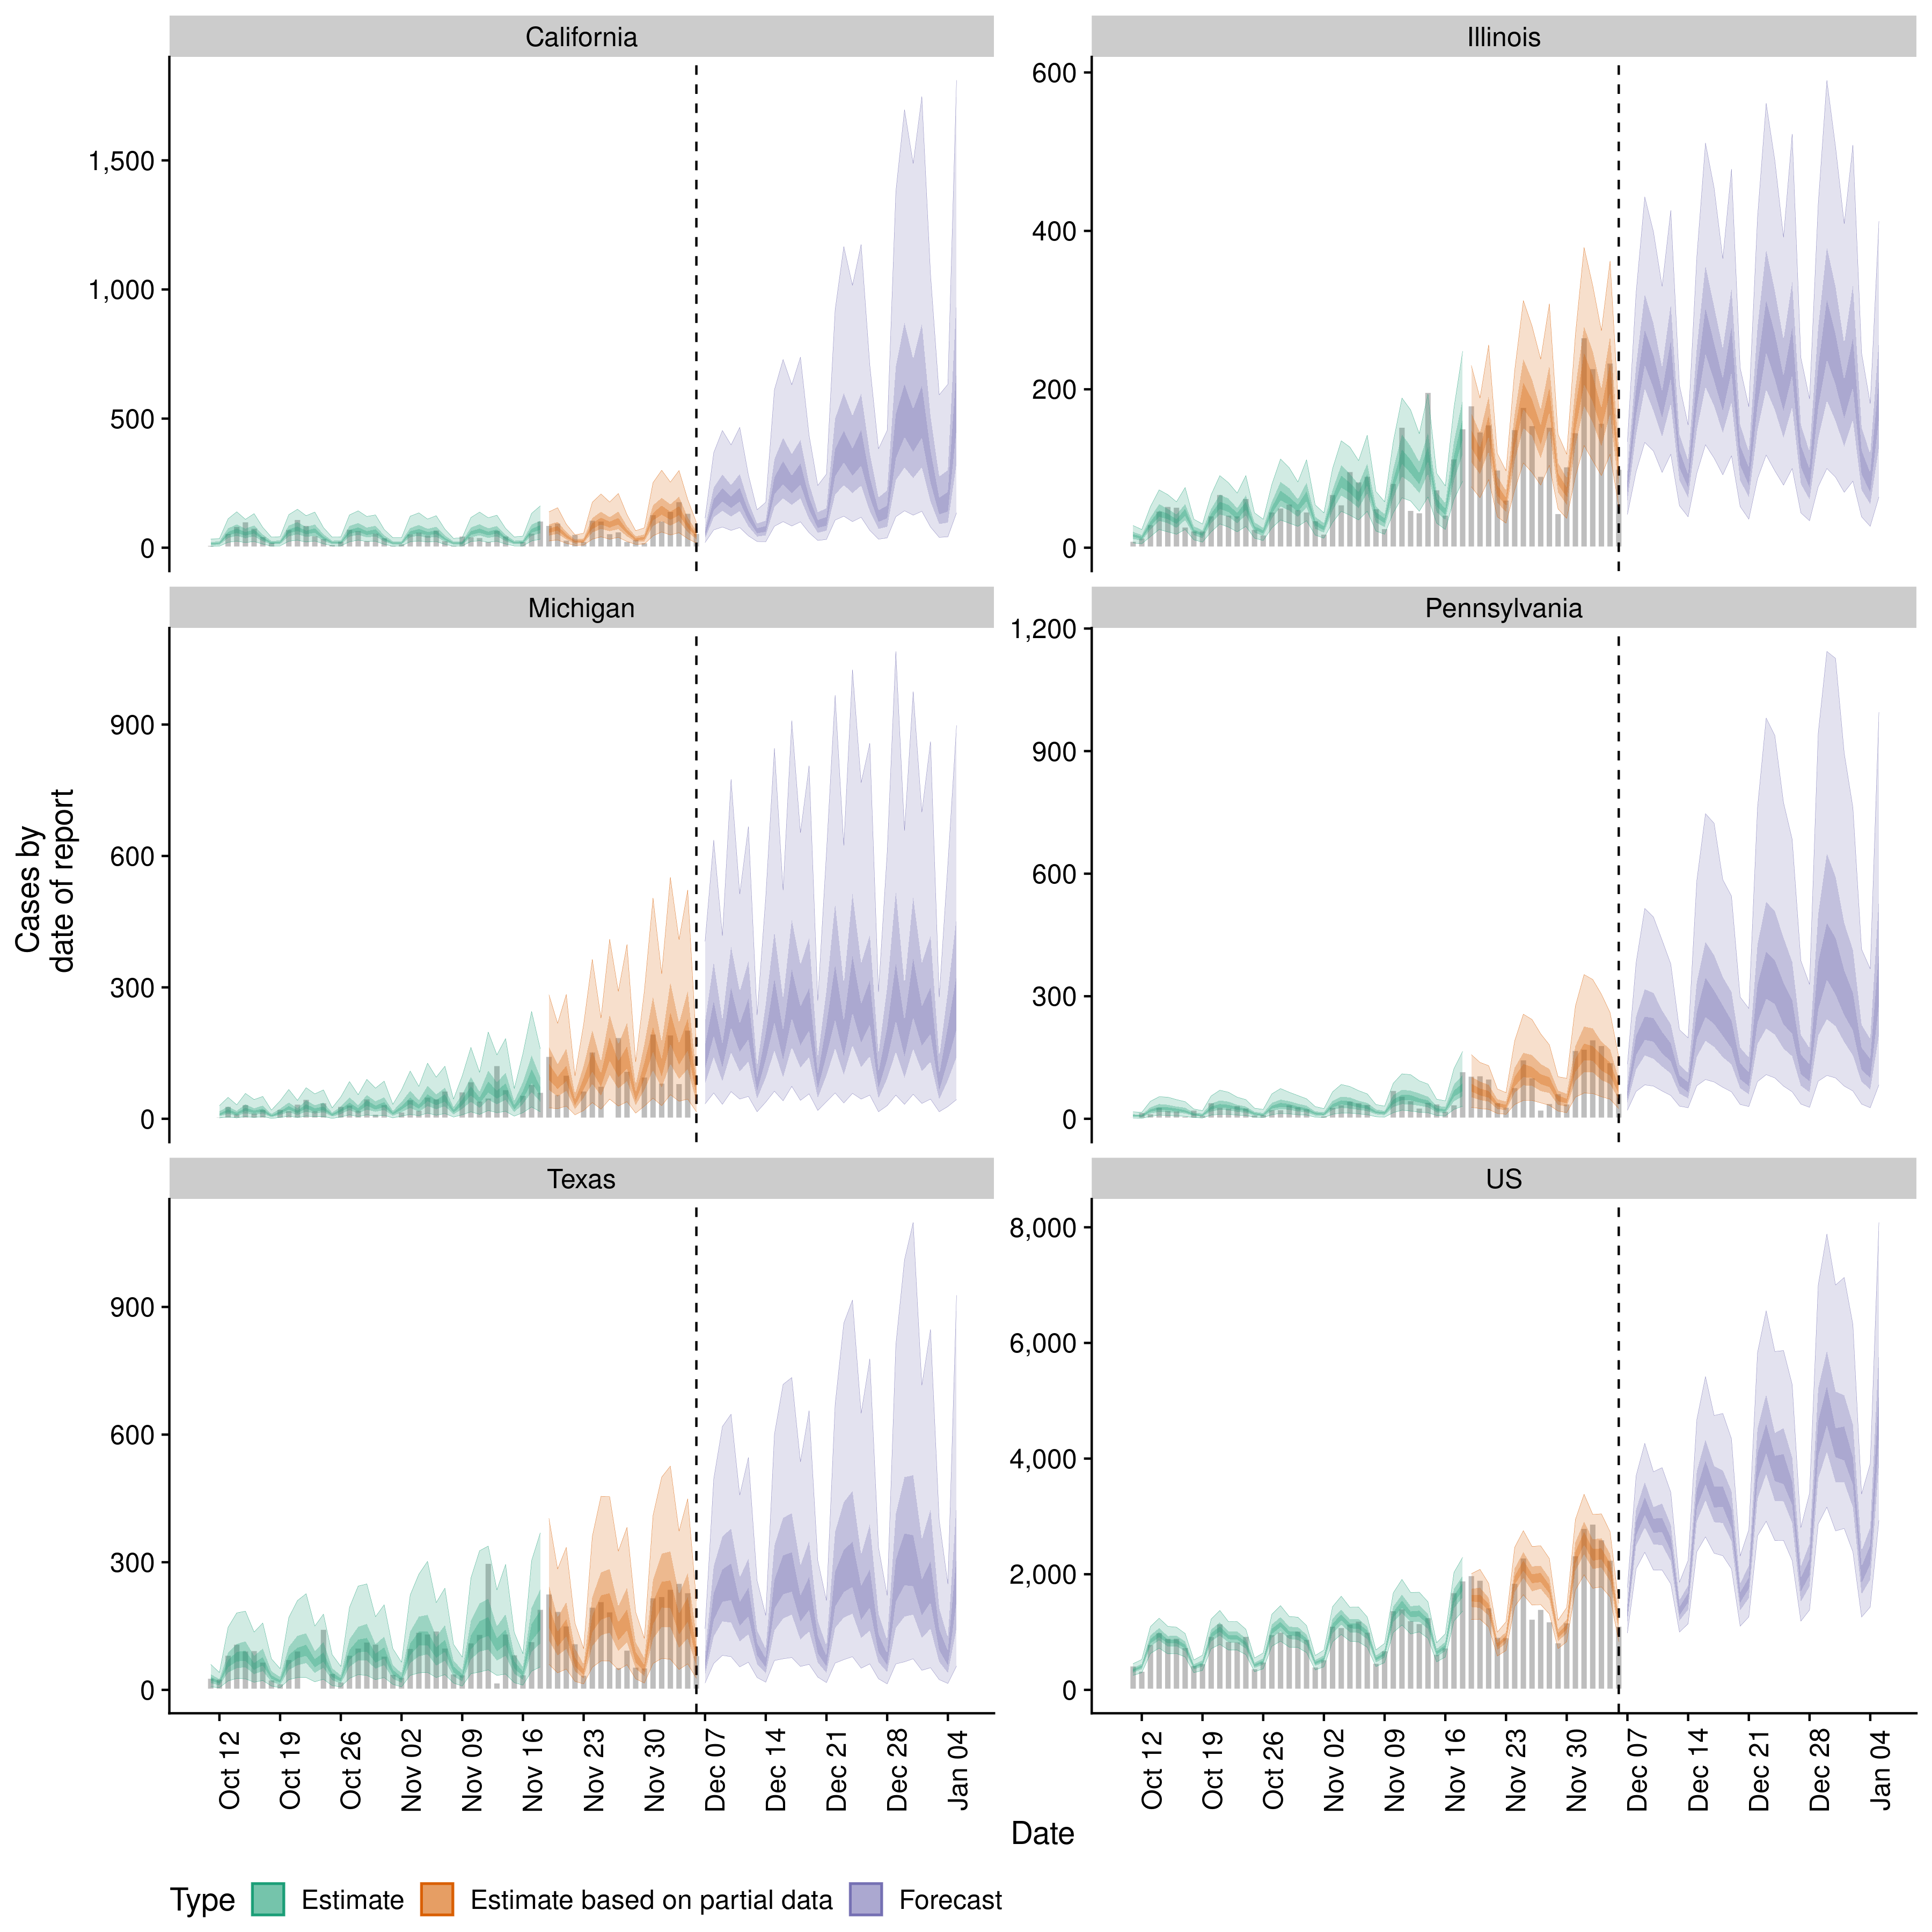 California
Illinois
1,500
1,000
500
0
600
400
200
0
Michigan
Pennsylvania
900
600
300
0
1,200
900
600
300
0
Cases by
date of report
Texas
US
900
600
300
0
8,000
6,000
4,000
2,000
0
Oct 12 Oct 19 Oct 26 Nov 02 Nov 09 Nov 16 Nov 23 Nov 30 Dec 07 Dec 14 Dec 21 Dec 28 Jan 04
Oct 12 Oct 19 Oct 26 Nov 02 Nov 09 Nov 16 Nov 23 Nov 30 Dec 07 Dec 14 Dec 21 Dec 28 Jan 04
Date
Type Estimate Estimate based on partial data Forecast